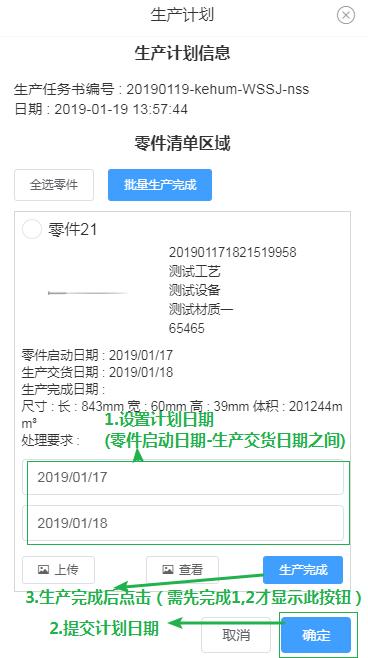 生产计划
生产计划信息
生产任务书编号 : 20190119-kehum-WSSJ-nss
日期 : 2019-01-19 13:57:44
零件清单区域
全选零件
批量生产完成
零件21
201901171821519958
测试工艺
测试设备
测试材质一
65465
零件启动日期 : 2019/01/17
生产交货日期 : 2019/01/18
生产完成日期 :
尺寸 : 长 : 843mm 宽 : 60mm 高 : 39mm 体积 : 201244m
m³
处理要求 :
1.设置计划日期
(零件启动日期-生产交货日期之间)
2019/01/17
2019/01/18
上传
查看
生产完成
3.生产完成后点击（需先完成1,2才显示此按钮）
2.提交计划日期
取消
确定